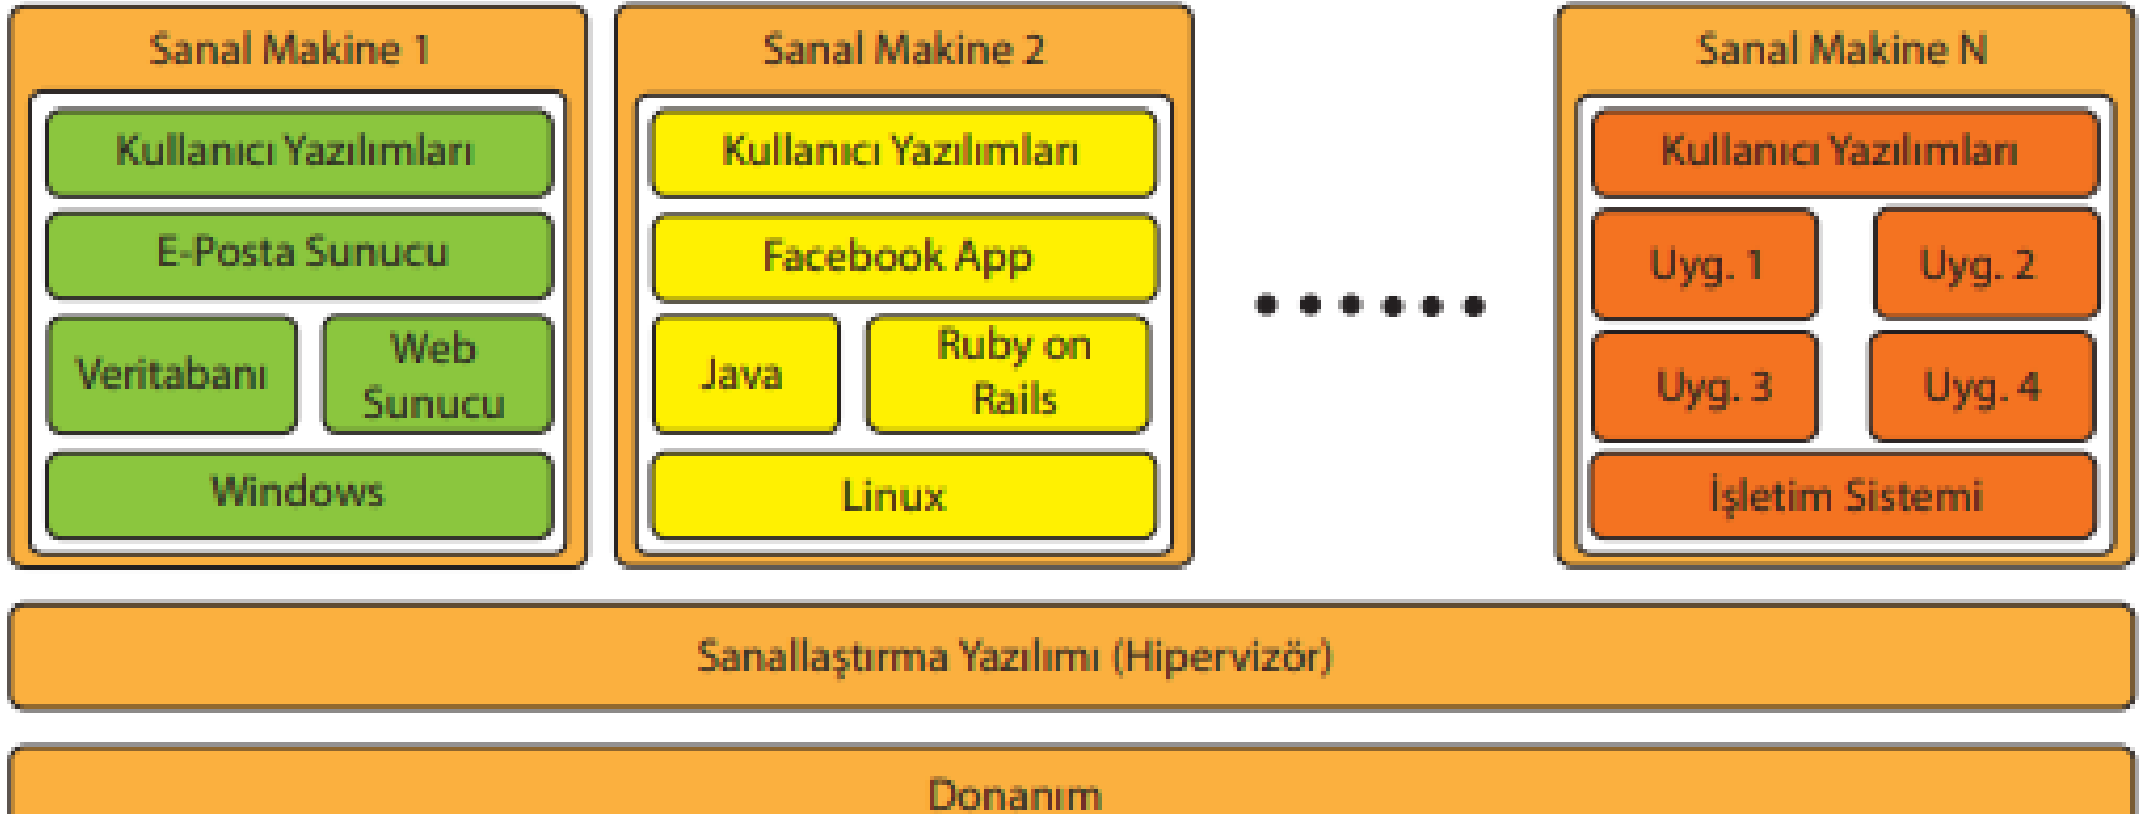 Sanal Makine 1
Kullanıcı Yazılımları
E-Posta Sunucu
Veritabanı
Web
Sunucu
Windows
Sanal Makine 2
Kullanıcı Yazılımları
Facebook App
Java
Ruby on
Rails
Linux
Sanal Makine N
Kullanıcı Yazılımları
Uyg. 1
Uyg. 2
Uyg. 3
Uyg. 4
İşletim Sistemi
Sanallaştırma Yazılımı (Hipervizör)
Donanım